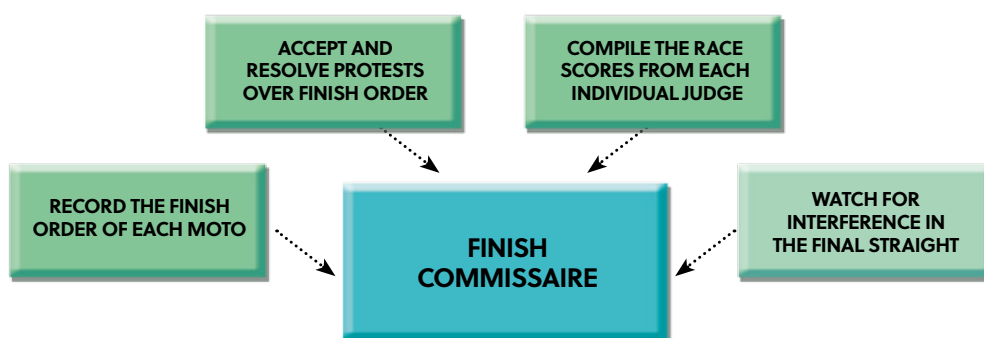 ACCEPT AND
RESOLVE PROTESTS
OVER FINISH ORDER
COMPILE THE RACE
SCORES FROM EACH
INDIVIDUAL JUDGE
RECORD THE FINISH
ORDER OF EACH MOTO
WATCH FOR
INTERFERENCE IN
THE FINAL STRAIGHT
FINISH
COMMISSAIRE